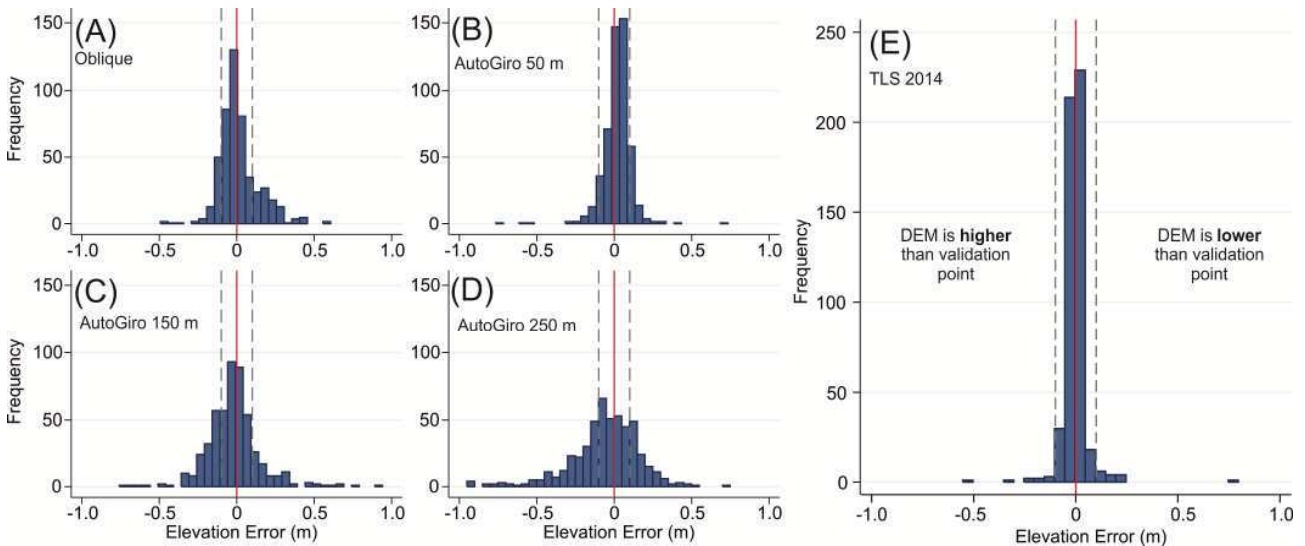 (A)
Oblique
150
100
50
0
Frequency
-1.0 -0.5 0 0.5 1.0
(B)
AutoGiro 50 m
150
100
50
0
-1.0 -0.5 0 0.5 1.0
(C)
AutoGiro 150 m
150
100
50
0
Frequency
-1.0 -0.5 0 0.5 1.0
Elevation Error (m)
(D)
AutoGiro 250 m
150
100
50
0
-1.0 -0.5 0 0.5 1.0
Elevation Error (m)
(E)
TLS 2014
250
200
150
100
50
0
Frequency
DEM is higher
than validation
point
DEM is lower
than validation
point
-1.0 -0.5 0 0.5 1.0
Elevation Error (m)